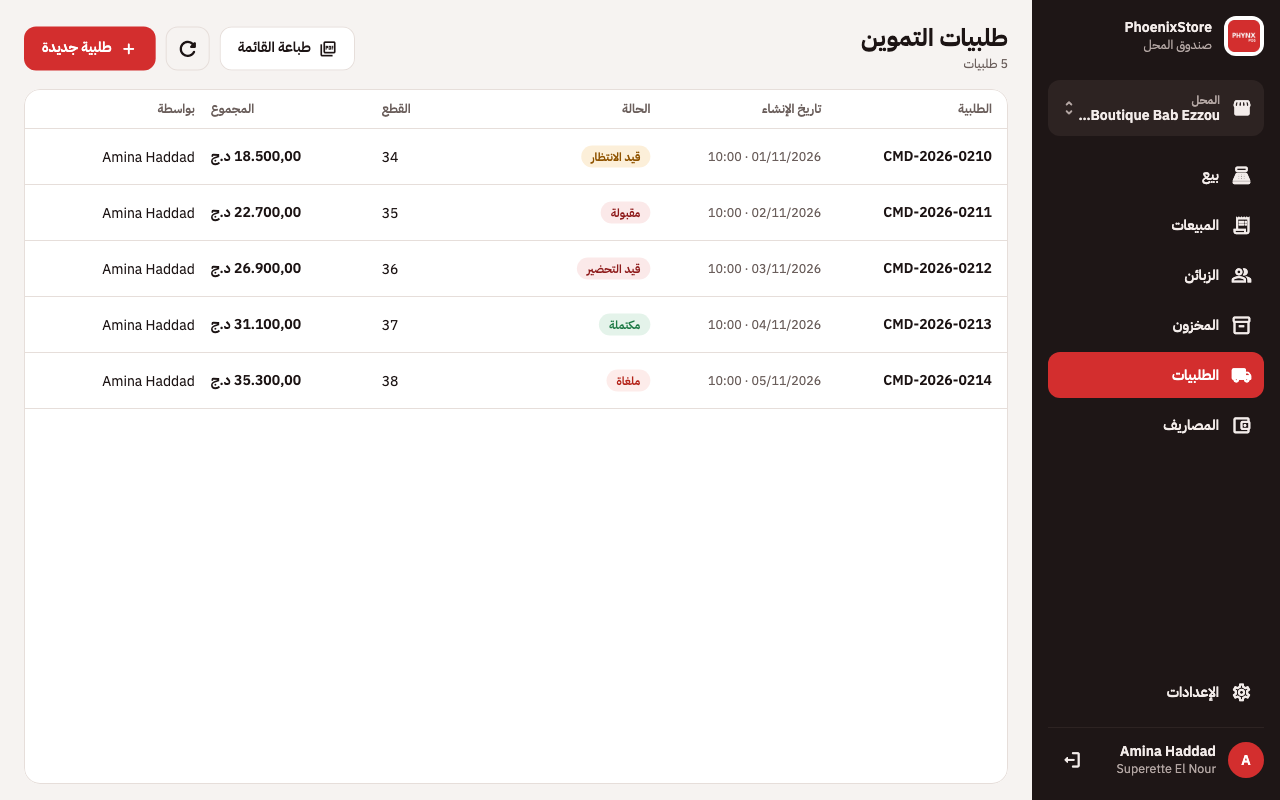 PHYNX
POS
PhoenixStore
صندوق المحل
المحل
Boutique Bab Ezzou...
بيع
المبيعات
الزبائن
المخزون
الطلبيات
المصاريف
الإعدادات
A
Amina Haddad
Superette El Nour
طلبيات التموين
5 طلبيات
طباعة القائمة
طلبية جديدة
الطلبية تاريخ الإنشاء الحالة القطع المجموع بواسطة
CMD-2026-0210 01/11/2026 · 10:00 قيد الانتظار 34 18.500,00 د.ج Amina Haddad
CMD-2026-0211 02/11/2026 · 10:00 مقبولة 35 22.700,00 د.ج Amina Haddad
CMD-2026-0212 03/11/2026 · 10:00 قيد التحضير 36 26.900,00 د.ج Amina Haddad
CMD-2026-0213 04/11/2026 · 10:00 مكتملة 37 31.100,00 د.ج Amina Haddad
CMD-2026-0214 05/11/2026 · 10:00 ملغاة 38 35.300,00 د.ج Amina Haddad